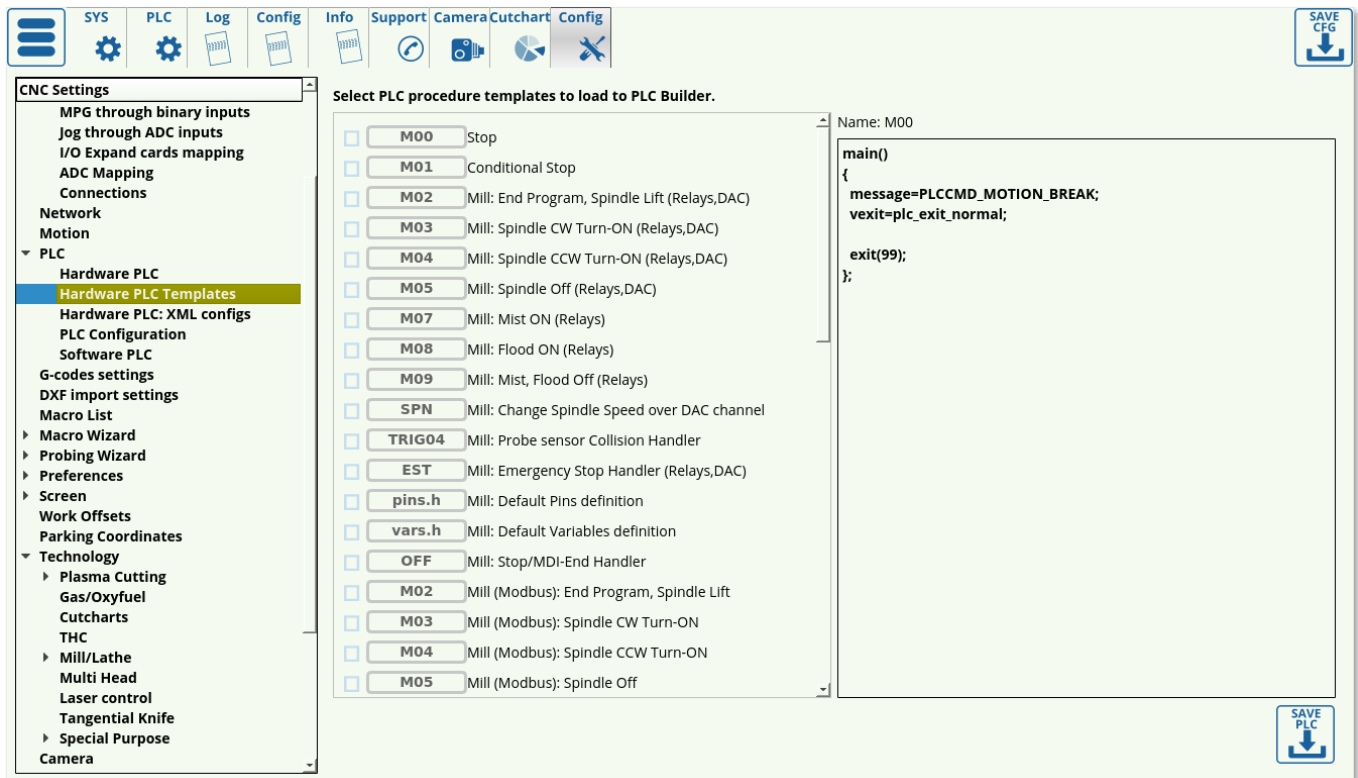 SYS PLC Log Config Info Support Camera Cutchart Config
SAVE
CFG
CNC Settings
MPG through binary inputs
Jog through ADC inputs
I/O Expand cards mapping
ADC Mapping
Connections
Network
Motion
PLC
Hardware PLC
Hardware PLC Templates
Hardware PLC: XML configs
PLC Configuration
Software PLC
G-codes settings
DXF import settings
Macro List
Macro Wizard
Probing Wizard
Preferences
Screen
Work Offsets
Parking Coordinates
Technology
Plasma Cutting
Gas/Oxyfuel
Cutcharts
THC
Mill/Lathe
Multi Head
Laser control
Tangential Knife
Special Purpose
Camera
Select PLC procedure templates to load to PLC Builder.
M00 Stop
M01 Conditional Stop
M02 Mill: End Program, Spindle Lift (Relays,DAC)
M03 Mill: Spindle CW Turn-ON (Relays,DAC)
M04 Mill: Spindle CCW Turn-ON (Relays,DAC)
M05 Mill: Spindle Off (Relays,DAC)
M07 Mill: Mist ON (Relays)
M08 Mill: Flood ON (Relays)
M09 Mill: Mist, Flood Off (Relays)
SPN Mill: Change Spindle Speed over DAC channel
TRIG04 Mill: Probe sensor Collision Handler
EST Mill: Emergency Stop Handler (Relays,DAC)
pins.h Mill: Default Pins definition
vars.h Mill: Default Variables definition
OFF Mill: Stop/MDI-End Handler
M02 Mill (Modbus): End Program, Spindle Lift
M03 Mill (Modbus): Spindle CW Turn-ON
M04 Mill (Modbus): Spindle CCW Turn-ON
M05 Mill (Modbus): Spindle Off
Name: M00
main()
{
message=PLCCMD_MOTION_BREAK;
vexit=plc_exit_normal;
exit(99);
};
SAVE
PLC